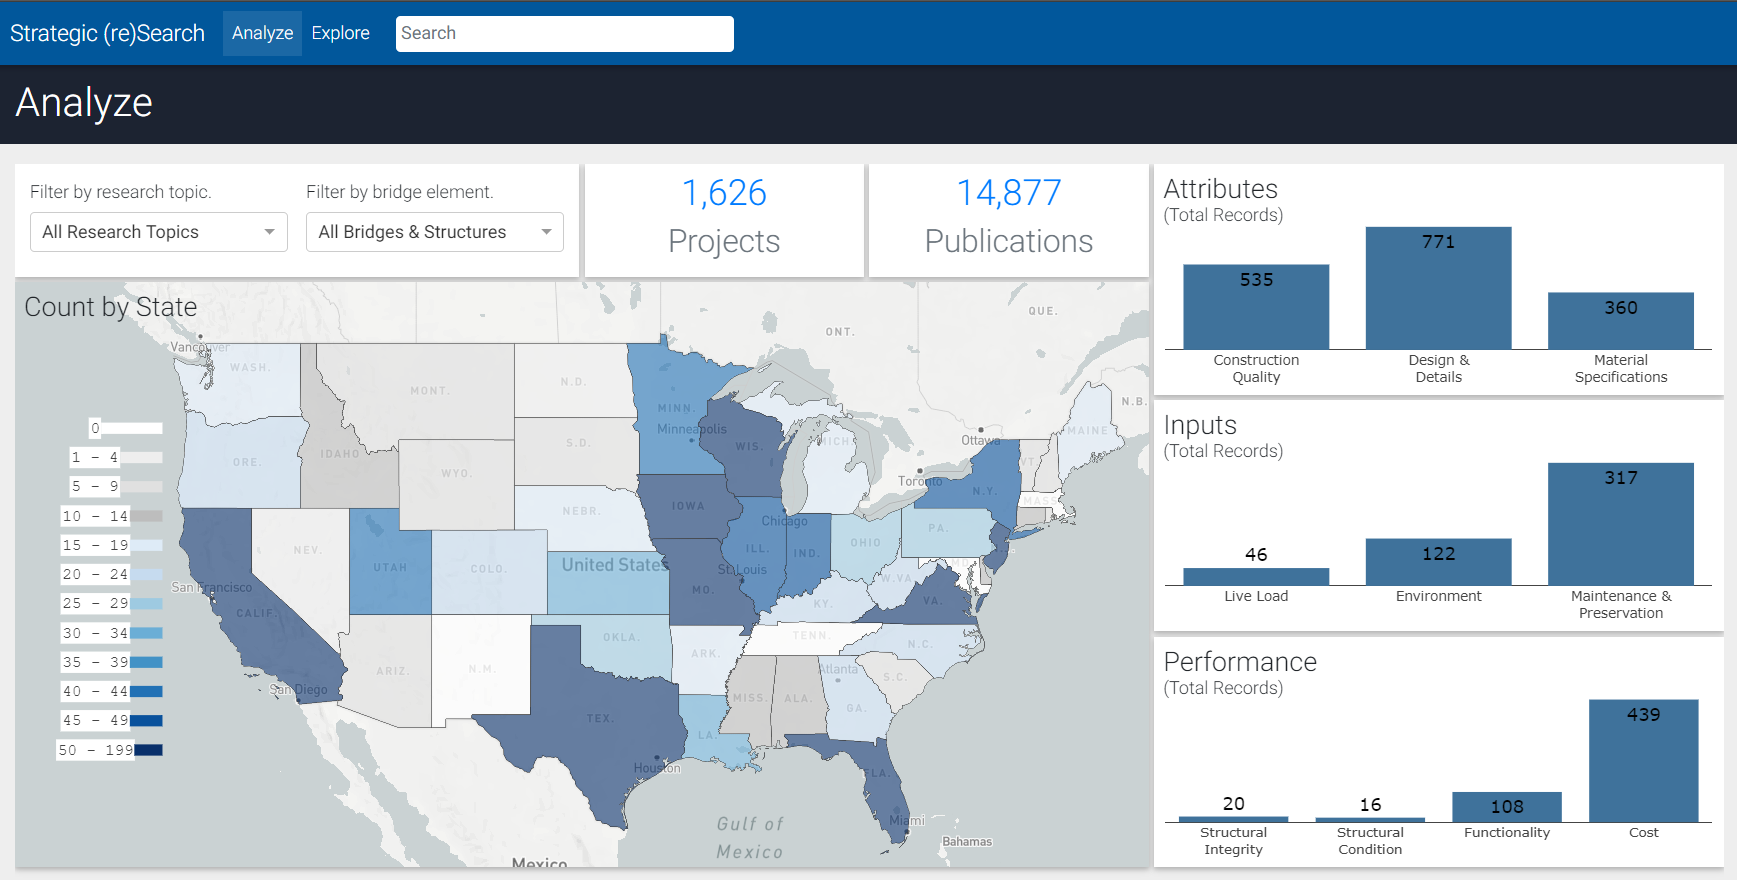 Strategic (re)Search Analyze Explore Search
Analyze
Filter by research topic.
All Research Topics
Filter by bridge element.
All Bridges & Structures
1,626
Projects
14,877
Publications
Count by State
0
1 - 4
5 - 9
10 - 14
15 - 19
20 - 24
25 - 29
30 - 34
35 - 39
40 - 44
45 - 49
50 - 199
QUE.
ONT.
Vancouver
WASH.
MONT.
N.D.
MINN.
N.B.
Minneapolis
WIS.
MICH
Ottawa
MAINE
ORE.
IDAHO
S.D.
WYO.
Toronto
VT.
N.Y.
MASS
IOWA
NEBR.
Chicago
PA.
NEV.
UTAH
COLO.
United States
ILL.
IND.
OHIO
St. Louis
W.VA.
MD.
San Francisco
CALIF.
MO.
KY.
VA.
OKLA.
TENN.
N.C.
ARK.
ARIZ.
N.M.
Atlanta
S.C.
San Diego
MISS.
ALA.
GA.
TEX.
LA.
Houston
FLA.
Miami
Gulf of
Mexico
Bahamas
Mexico
Attributes
(Total Records)
535
771
360
Construction
Quality
Design &
Details
Material
Specifications
Inputs
(Total Records)
46
122
317
Live Load
Environment
Maintenance &
Preservation
Performance
(Total Records)
20
16
108
439
Structural
Integrity
Structural
Condition
Functionality
Cost